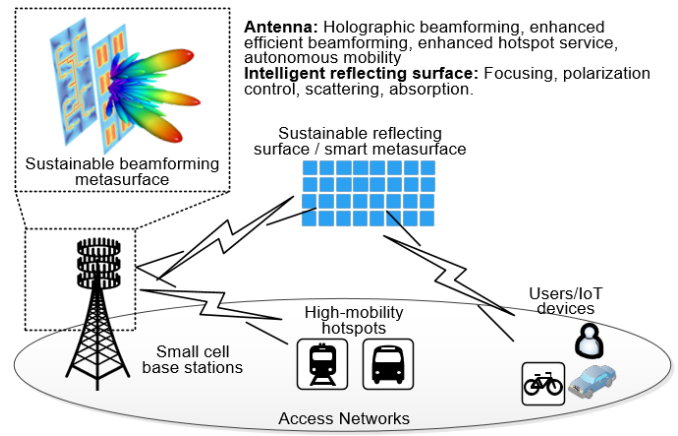 Antenna: Holographic beamforming, enhanced
efficient beamforming, enhanced hotspot service,
autonomous mobility
Intelligent reflecting surface: Focusing, polarization
control, scattering, absorption.
Sustainable beamforming
metasurface
Sustainable reflecting
surface / smart metasurface
High-mobility
hotspots
Users/IoT
devices
Small cell
base stations
Access Networks